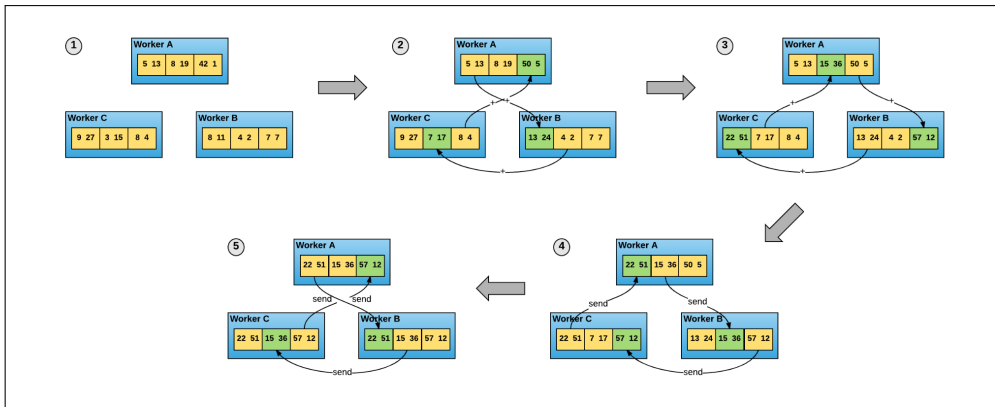 1
Worker A
5 13 8 19 42 1
Worker C
9 27 3 15 8 4
Worker B
8 11 4 2 7 7
2
Worker A
5 13 8 19 50 5
+ +
Worker C
9 27 7 17 8 4
Worker B
13 24 4 2 7 7
+
3
Worker A
5 13 15 36 50 5
+ +
Worker C
22 51 7 17 8 4
Worker B
13 24 4 2 57 12
+
5
Worker A
22 51 15 36 57 12
send send
Worker C
22 51 15 36 57 12
Worker B
22 51 15 36 57 12
send
4
Worker A
22 51 15 36 50 5
send send
Worker C
22 51 7 17 57 12
Worker B
13 24 15 36 57 12
send